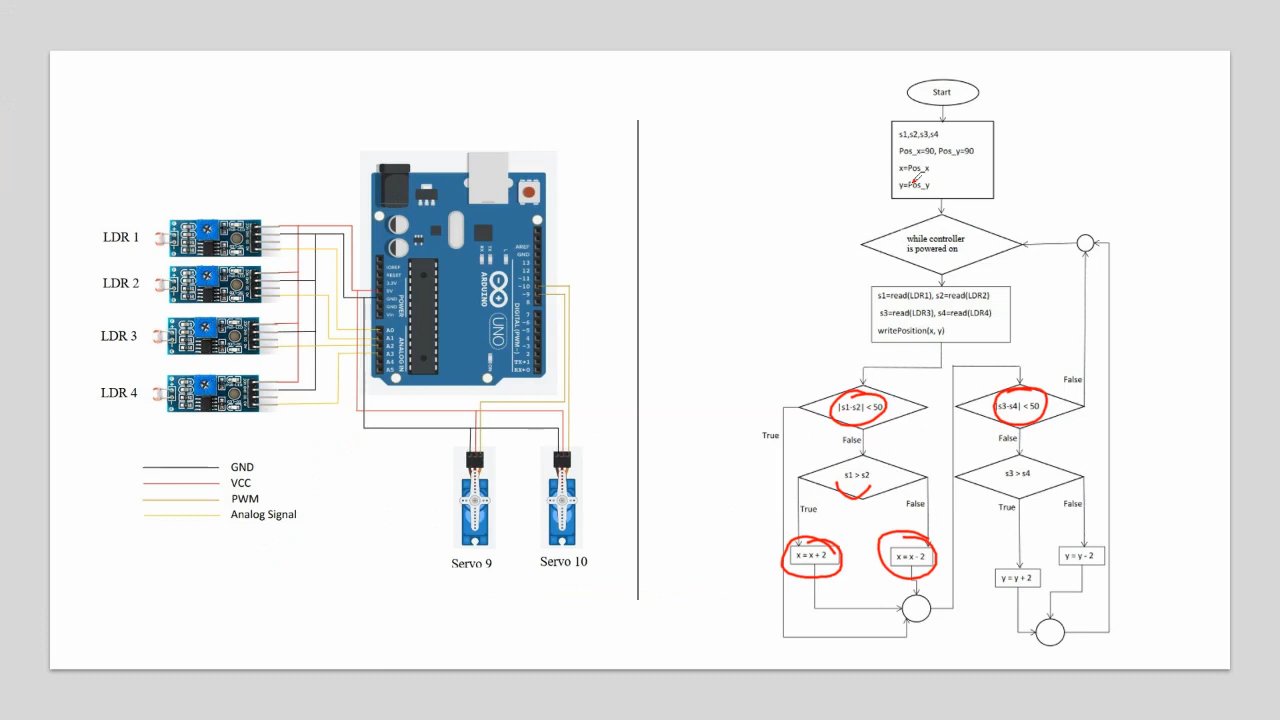 LDR 1
LDR 2
LDR 3
LDR 4
GND
VCC
PWM
Analog Signal
IOREF
RESET
3.3V
5V
GND
GND
Vin
POWER
A0
A1
A2
A3
A4
A5
ANALOG IN
AREF
GND
13
12
~11
~10
~9
8
7
~6
~5
4
~3
2
TX→1
RX←0
DIGITAL (PWM~)
ARDUINO
UNO
L
TX
RX
ON
Servo 9
Servo 10
Start
s1,s2,s3,s4
Pos_x=90, Pos_y=90
x=Pos_x
y=Pos_y
while controller
is powered on
s1=read(LDR1), s2=read(LDR2)
s3=read(LDR3), s4=read(LDR4)
writePosition(x, y)
|s1-s2| < 50
True
False
s1 > s2
True
False
x = x + 2
x = x - 2
|s3-s4| < 50
False
False
s3 > s4
True
False
y = y + 2
y = y - 2